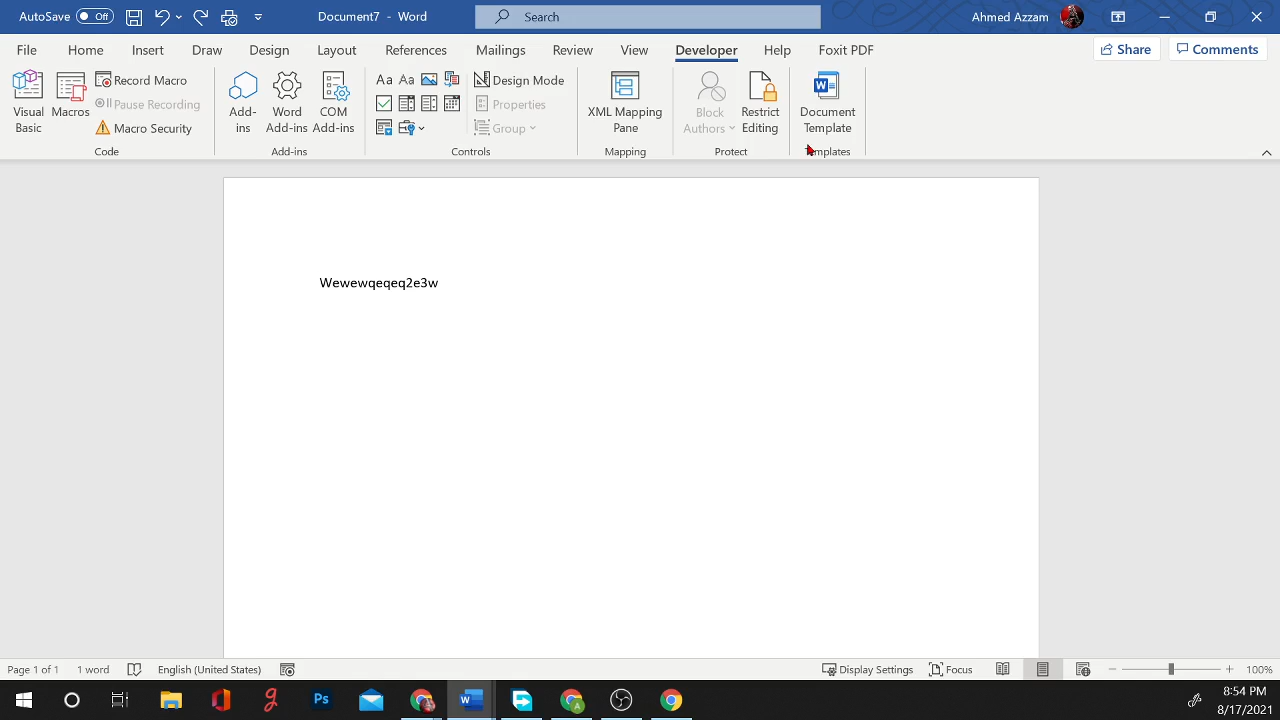 AutoSave Off Document7 - Word Search Ahmed Azzam
File Home Insert Draw Design Layout References Mailings Review View Developer Help Foxit PDF Share Comments
Visual Basic
Macros
Record Macro
Pause Recording
Macro Security
Add-ins
Word Add-ins
COM Add-ins
Aa Aa
Design Mode
Properties
Group
XML Mapping Pane
Block Authors
Restrict Editing
Document Template
Code Add-ins Controls Mapping Protect Templates
Wewewqeqeq2e3w
Page 1 of 1 1 word English (United States) Display Settings Focus 100%
Ps
8:54 PM
8/17/2021